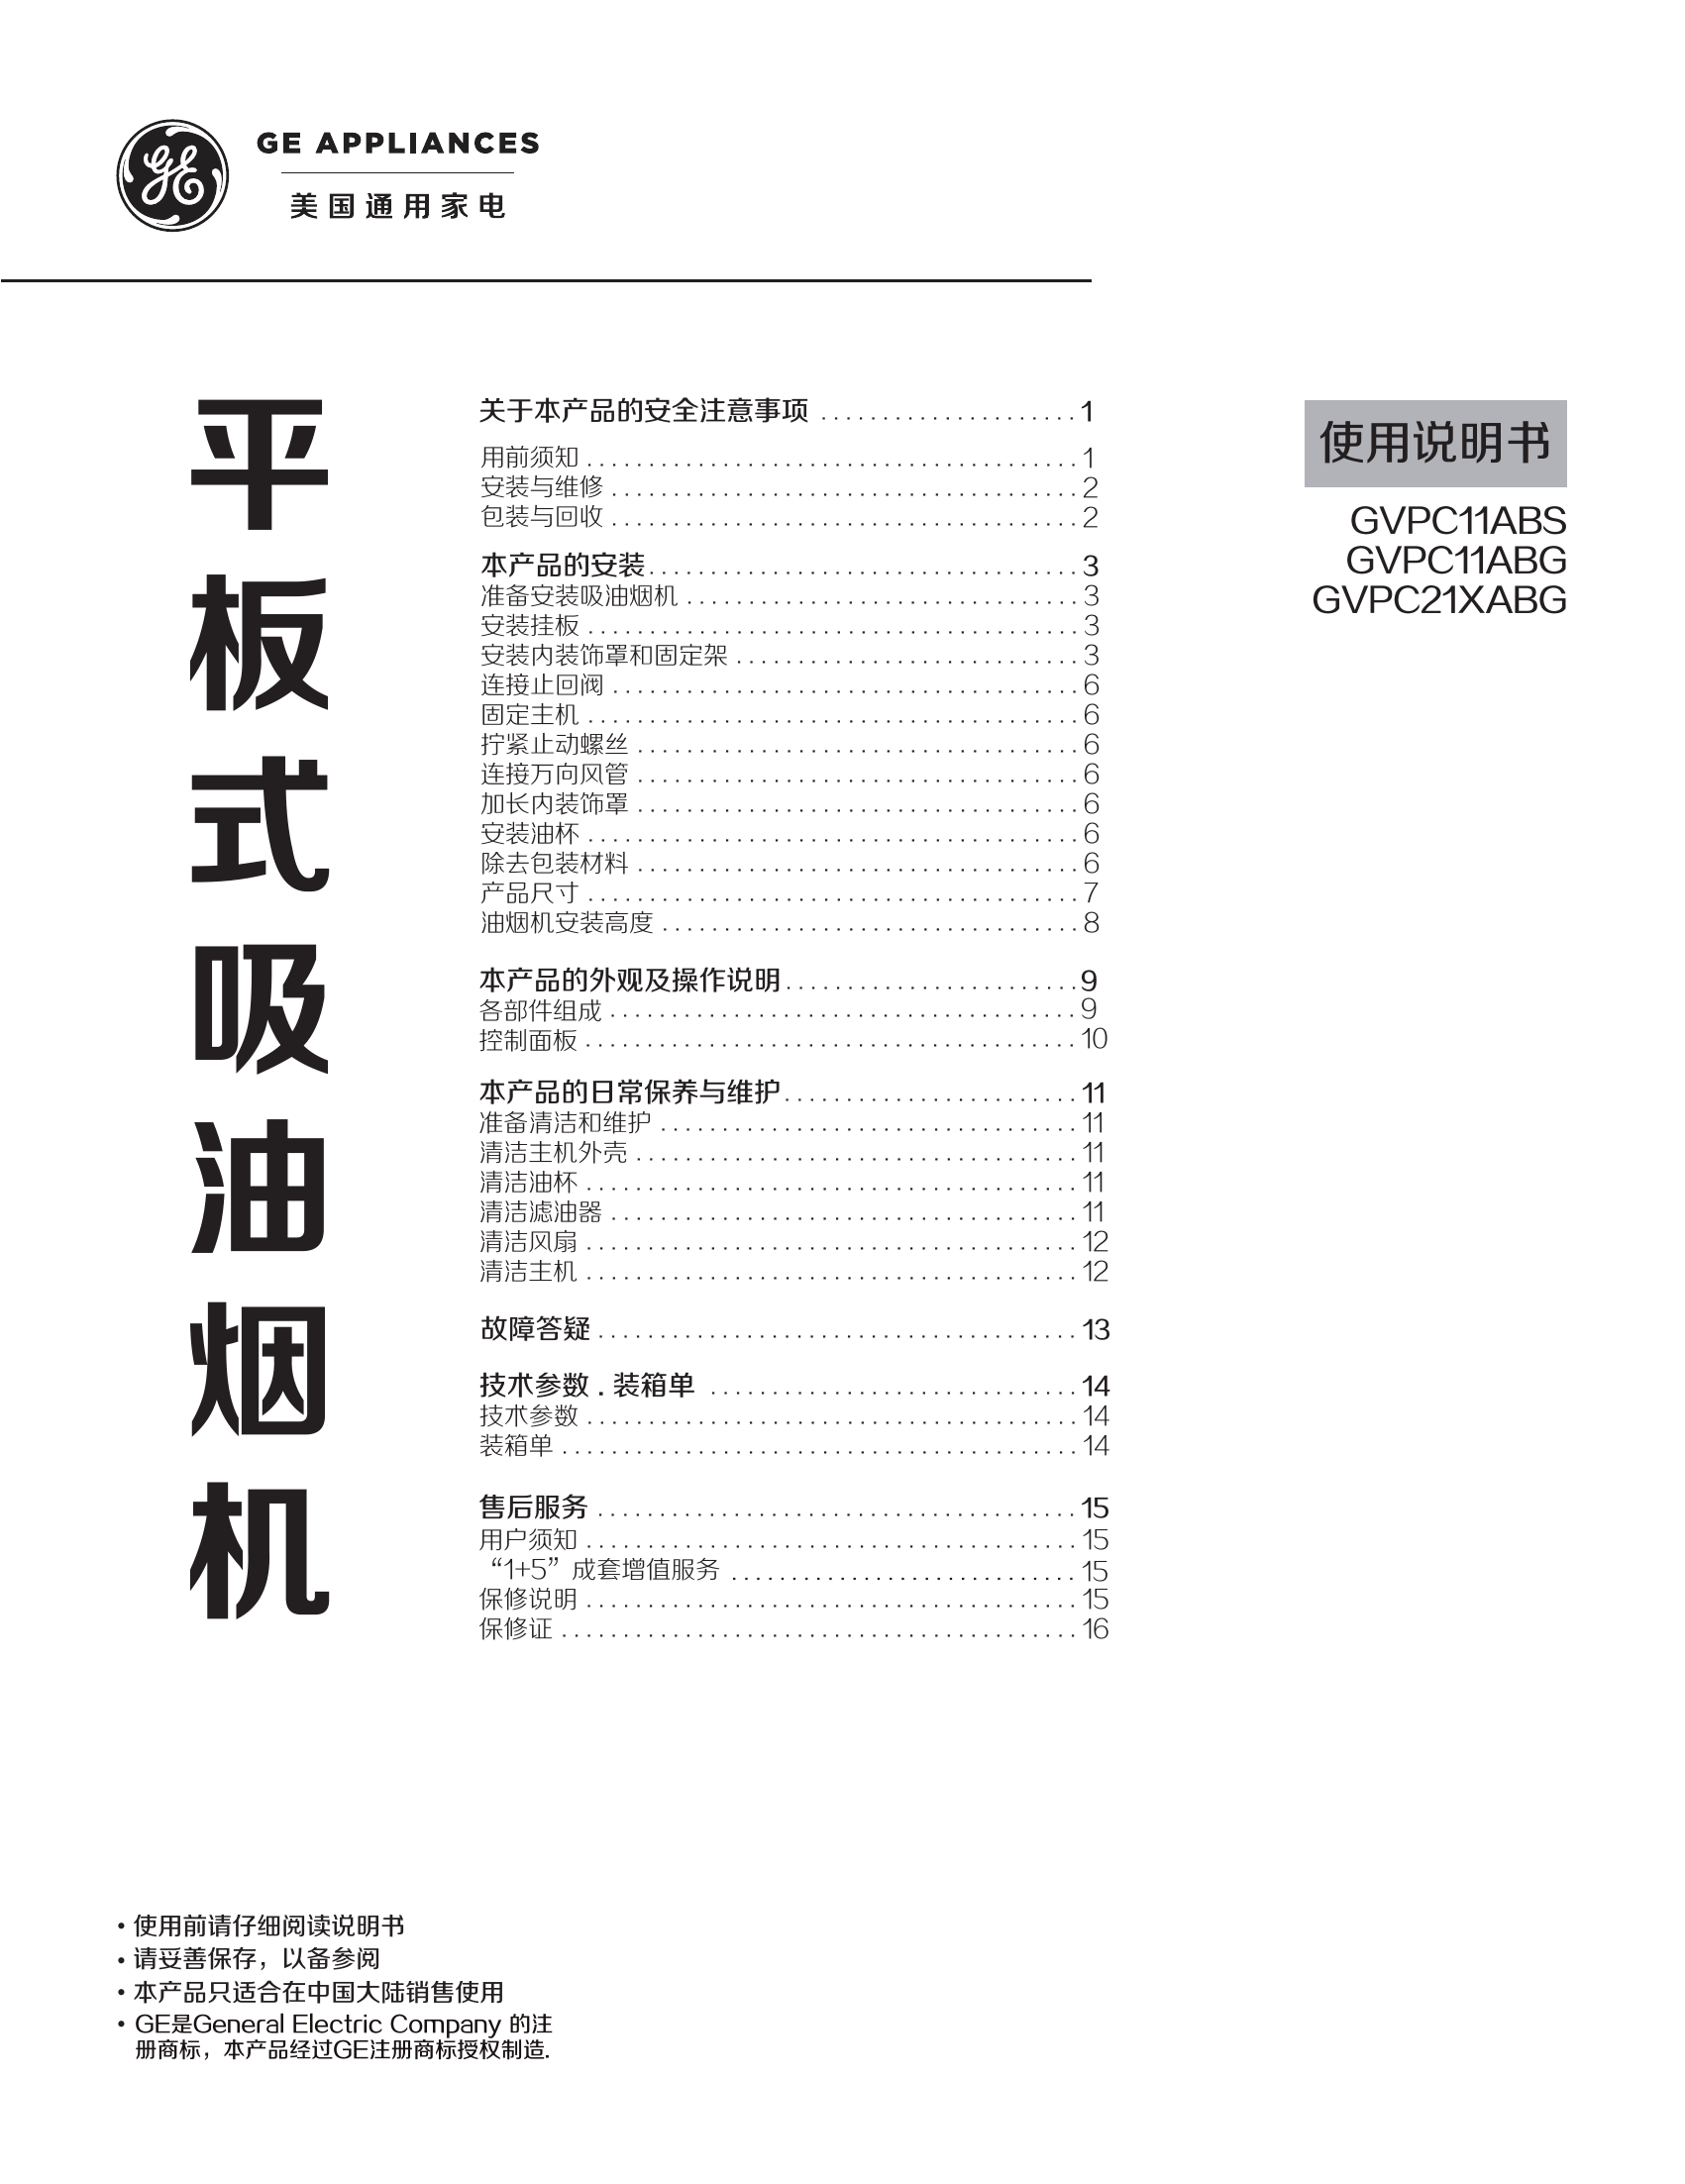 GE APPLIANCES
美国通用家电
平板式吸油烟机
关于本产品的安全注意事项 . . . . . . . . . . . . . . . . . . . . . 1
用前须知 . . . . . . . . . . . . . . . . . . . . . . . . . . . . . . . . . . . . . . . . 1
安装与维修 . . . . . . . . . . . . . . . . . . . . . . . . . . . . . . . . . . . . . . 2
包装与回收 . . . . . . . . . . . . . . . . . . . . . . . . . . . . . . . . . . . . . . 2
本产品的安装. . . . . . . . . . . . . . . . . . . . . . . . . . . . . . . . . . . 3
准备安装吸油烟机 . . . . . . . . . . . . . . . . . . . . . . . . . . . . . . . . 3
安装挂板 . . . . . . . . . . . . . . . . . . . . . . . . . . . . . . . . . . . . . . . . 3
安装内装饰罩和固定架 . . . . . . . . . . . . . . . . . . . . . . . . . . . . 3
连接止回阀 . . . . . . . . . . . . . . . . . . . . . . . . . . . . . . . . . . . . . . 6
固定主机 . . . . . . . . . . . . . . . . . . . . . . . . . . . . . . . . . . . . . . . . 6
拧紧止动螺丝 . . . . . . . . . . . . . . . . . . . . . . . . . . . . . . . . . . . . 6
连接万向风管 . . . . . . . . . . . . . . . . . . . . . . . . . . . . . . . . . . . . 6
加长内装饰罩 . . . . . . . . . . . . . . . . . . . . . . . . . . . . . . . . . . . . 6
安装油杯 . . . . . . . . . . . . . . . . . . . . . . . . . . . . . . . . . . . . . . . . 6
除去包装材料 . . . . . . . . . . . . . . . . . . . . . . . . . . . . . . . . . . . . 6
产品尺寸 . . . . . . . . . . . . . . . . . . . . . . . . . . . . . . . . . . . . . . . . 7
油烟机安装高度 . . . . . . . . . . . . . . . . . . . . . . . . . . . . . . . . . . 8
本产品的外观及操作说明. . . . . . . . . . . . . . . . . . . . . . . . 9
各部件组成 . . . . . . . . . . . . . . . . . . . . . . . . . . . . . . . . . . . . . . 9
控制面板 . . . . . . . . . . . . . . . . . . . . . . . . . . . . . . . . . . . . . . . . 10
本产品的日常保养与维护. . . . . . . . . . . . . . . . . . . . . . . . 11
准备清洁和维护 . . . . . . . . . . . . . . . . . . . . . . . . . . . . . . . . . . 11
清洁主机外壳 . . . . . . . . . . . . . . . . . . . . . . . . . . . . . . . . . . . . 11
清洁油杯 . . . . . . . . . . . . . . . . . . . . . . . . . . . . . . . . . . . . . . . . 11
清洁滤油器 . . . . . . . . . . . . . . . . . . . . . . . . . . . . . . . . . . . . . . 11
清洁风扇 . . . . . . . . . . . . . . . . . . . . . . . . . . . . . . . . . . . . . . . . 12
清洁主机 . . . . . . . . . . . . . . . . . . . . . . . . . . . . . . . . . . . . . . . . 12
故障答疑 . . . . . . . . . . . . . . . . . . . . . . . . . . . . . . . . . . . . . . . 13
技术参数 . 装箱单 . . . . . . . . . . . . . . . . . . . . . . . . . . . . . . 14
技术参数 . . . . . . . . . . . . . . . . . . . . . . . . . . . . . . . . . . . . . . . . 14
装箱单 . . . . . . . . . . . . . . . . . . . . . . . . . . . . . . . . . . . . . . . . . . 14
售后服务 . . . . . . . . . . . . . . . . . . . . . . . . . . . . . . . . . . . . . . . 15
用户须知 . . . . . . . . . . . . . . . . . . . . . . . . . . . . . . . . . . . . . . . . 15
“1+5”成套增值服务 . . . . . . . . . . . . . . . . . . . . . . . . . . . . 15
保修说明 . . . . . . . . . . . . . . . . . . . . . . . . . . . . . . . . . . . . . . . . 15
保修证 . . . . . . . . . . . . . . . . . . . . . . . . . . . . . . . . . . . . . . . . . . 16
使用说明书
GVPC11ABS
GVPC11ABG
GVPC21XABG
• 使用前请仔细阅读说明书
• 请妥善保存，以备参阅
• 本产品只适合在中国大陆销售使用
• GE是General Electric Company 的注
册商标，本产品经过GE注册商标授权制造.